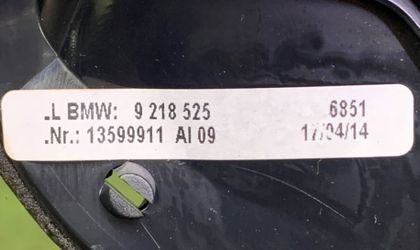 .L BMW: 9 218 525 6851
.Nr.: 13599911 AI 09 17/04/14